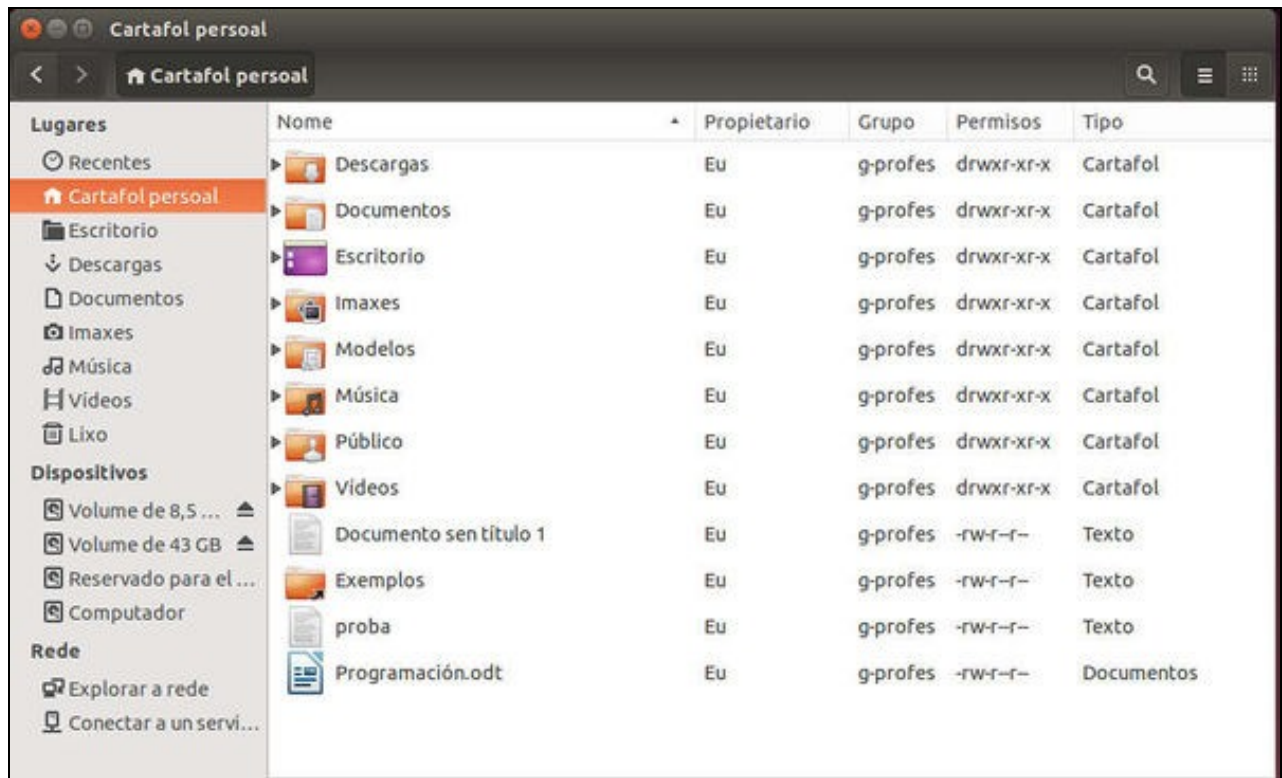 Cartafol persoal
Cartafol persoal
Lugares
Recentes
Cartafol persoal
Escritorio
Descargas
Documentos
Imaxes
Música
Vídeos
Lixo
Dispositivos
Volume de 8,5 ...
Volume de 43 GB
Reservado para el ...
Computador
Rede
Explorar a rede
Conectar a un servi...
Nome Propietario Grupo Permisos Tipo
Descargas Eu g-profes drwxr-xr-x Cartafol
Documentos Eu g-profes drwxr-xr-x Cartafol
Escritorio Eu g-profes drwxr-xr-x Cartafol
Imaxes Eu g-profes drwxr-xr-x Cartafol
Modelos Eu g-profes drwxr-xr-x Cartafol
Música Eu g-profes drwxr-xr-x Cartafol
Público Eu g-profes drwxr-xr-x Cartafol
Vídeos Eu g-profes drwxr-xr-x Cartafol
Documento sen título 1 Eu g-profes -rw-r--r-- Texto
Exemplos Eu g-profes -rw-r--r-- Texto
proba Eu g-profes -rw-r--r-- Texto
Programación.odt Eu g-profes -rw-r--r-- Documentos